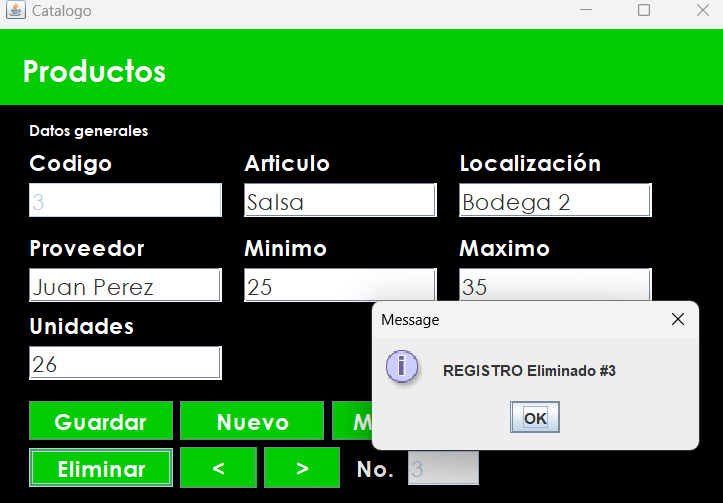 Catalogo
Productos
Datos generales
Codigo Articulo Localización
3 Salsa Bodega 2
Proveedor Minimo Maximo
Juan Perez 25 35
Unidades
26
Message
REGISTRO Eliminado #3
OK
Guardar Nuevo M
Eliminar < > No. 3